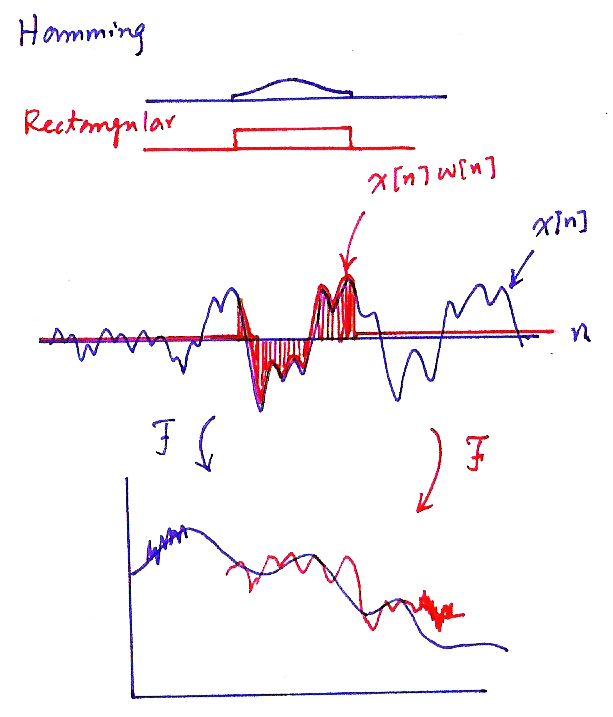 Hamming
Rectangular
x[n] w[n]
x[n]
n
F
F